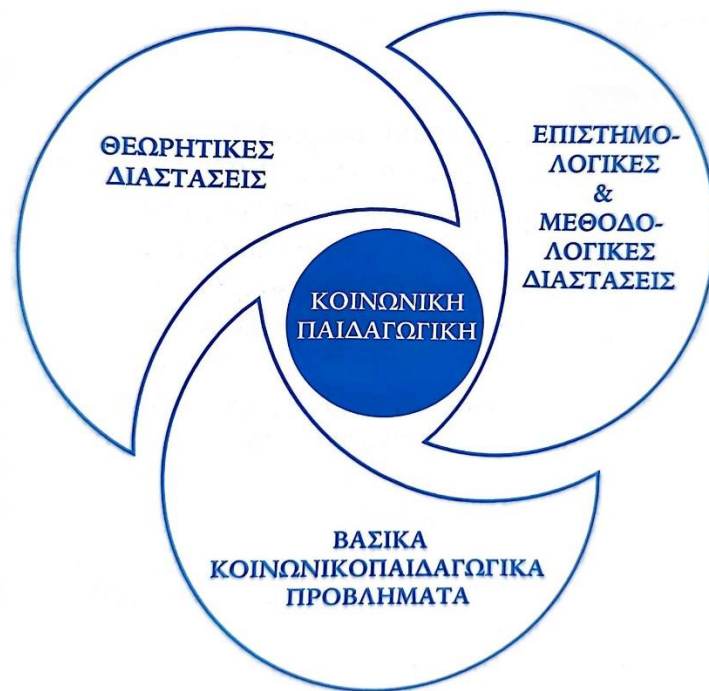 ΘΕΩΡΗΤΙΚΕΣ
ΔΙΑΣΤΑΣΕΙΣ
ΕΠΙΣΤΗΜΟ-
ΛΟΓΙΚΕΣ
&
ΜΕΘΟΔΟ-
ΛΟΓΙΚΕΣ
ΔΙΑΣΤΑΣΕΙΣ
ΚΟΙΝΩΝΙΚΗ
ΠΑΙΔΑΓΩΓΙΚΗ
ΒΑΣΙΚΑ
ΚΟΙΝΩΝΙΚΟΠΑΙΔΑΓΩΓΙΚΑ
ΠΡΟΒΛΗΜΑΤΑ